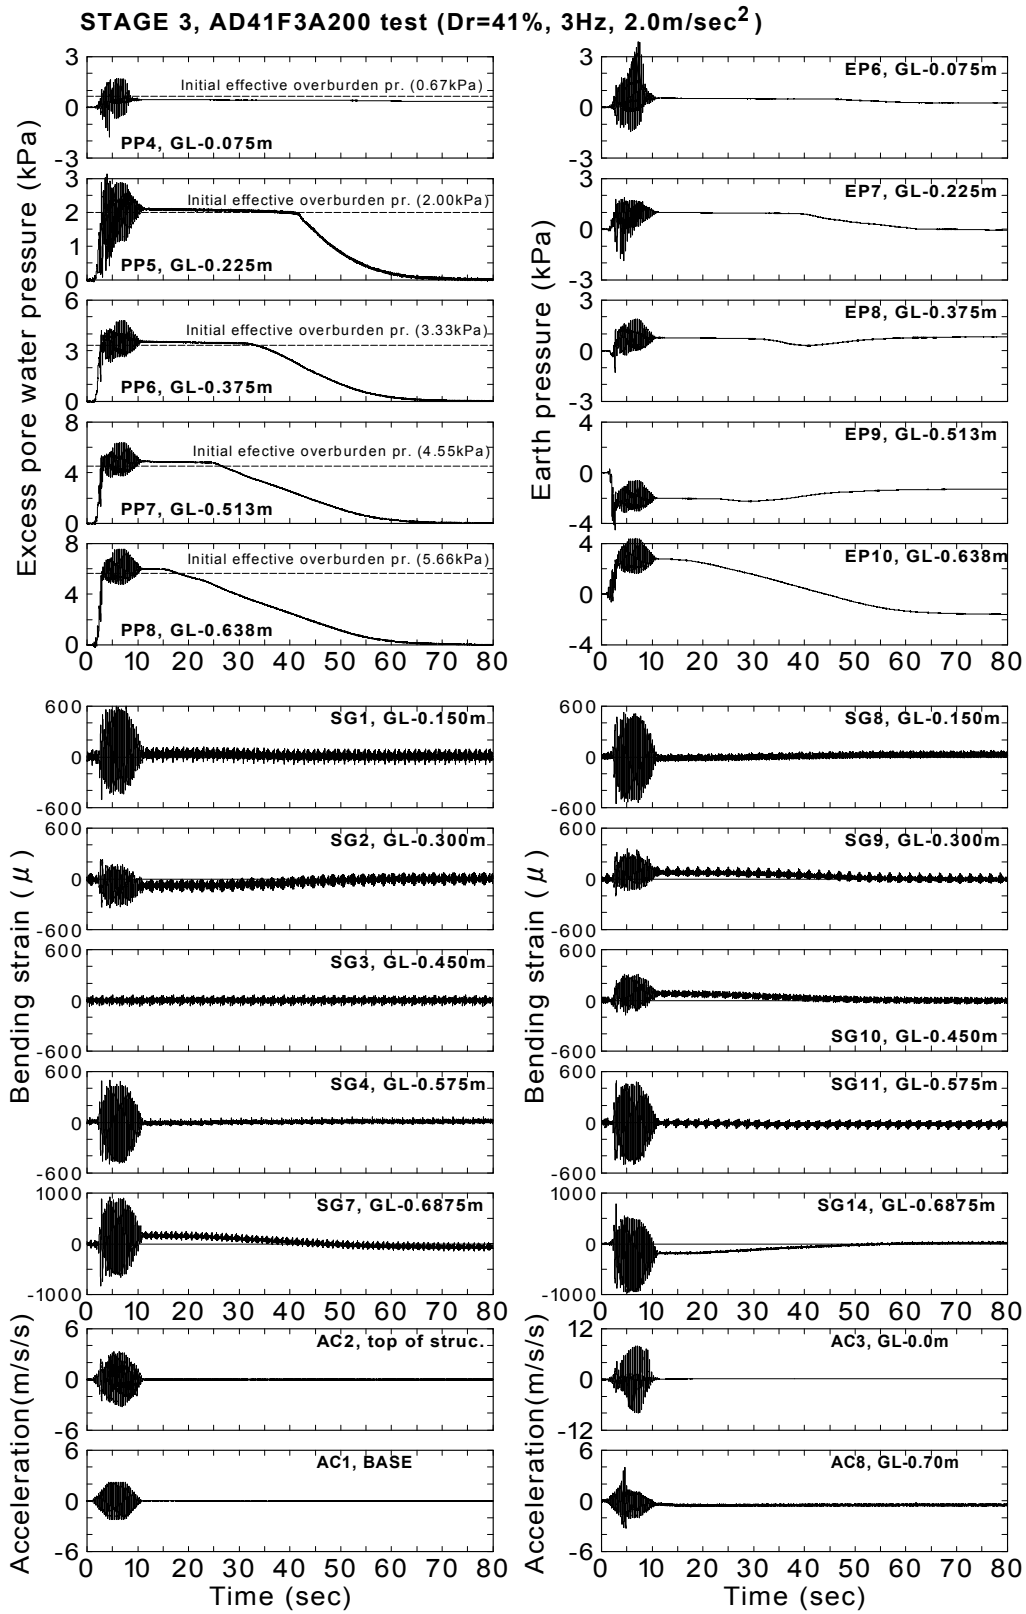 STAGE 3, AD41F3A200 test (Dr=41%, 3Hz, 2.0m/sec²)
Excess pore water pressure (kPa)
3
0
-3
Initial effective overburden pr. (0.67kPa)
PP4, GL-0.075m
3
2
1
0
Initial effective overburden pr. (2.00kPa)
PP5, GL-0.225m
6
3
0
Initial effective overburden pr. (3.33kPa)
PP6, GL-0.375m
8
4
0
Initial effective overburden pr. (4.55kPa)
PP7, GL-0.513m
8
4
0
Initial effective overburden pr. (5.66kPa)
PP8, GL-0.638m
0 10 20 30 40 50 60 70 80
Earth pressure (kPa)
3
0
-3
EP6, GL-0.075m
3
0
-3
EP7, GL-0.225m
3
0
-3
EP8, GL-0.375m
4
0
-4
EP9, GL-0.513m
4
0
-4
EP10, GL-0.638m
0 10 20 30 40 50 60 70 80
Bending strain (μ)
600
0
-600
SG1, GL-0.150m
600
0
-600
SG2, GL-0.300m
600
0
-600
SG3, GL-0.450m
600
0
-600
SG4, GL-0.575m
1000
0
-1000
SG7, GL-0.6875m
0 10 20 30 40 50 60 70 80
Bending strain (μ)
600
0
-600
SG8, GL-0.150m
600
0
-600
SG9, GL-0.300m
600
0
-600
SG10, GL-0.450m
600
0
-600
SG11, GL-0.575m
1000
0
-1000
SG14, GL-0.6875m
0 10 20 30 40 50 60 70 80
Acceleration(m/s/s)
6
0
-6
AC2, top of struc.
6
0
-6
AC1, BASE
0 10 20 30 40 50 60 70 80
Time (sec)
Acceleration(m/s/s)
12
0
-12
AC3, GL-0.0m
6
0
-6
AC8, GL-0.70m
0 10 20 30 40 50 60 70 80
Time (sec)